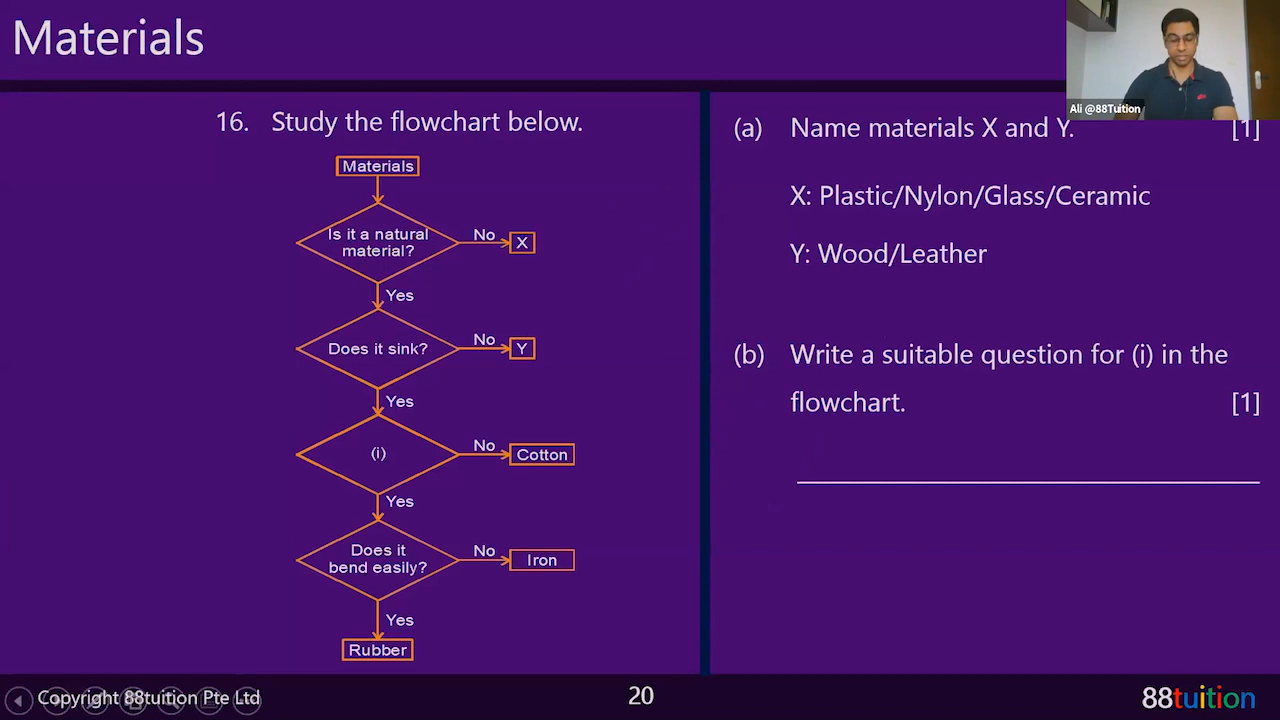 Materials
Ali @88Tuition
16. Study the flowchart below.
Materials
Is it a natural
material?
No
X
Yes
Does it sink?
No
Y
Yes
(i)
No
Cotton
Yes
Does it
bend easily?
No
Iron
Yes
Rubber
(a) Name materials X and Y. [1]
X: Plastic/Nylon/Glass/Ceramic
Y: Wood/Leather
(b) Write a suitable question for (i) in the
flowchart. [1]
Copyright 88tuition Pte Ltd
20
88tuition